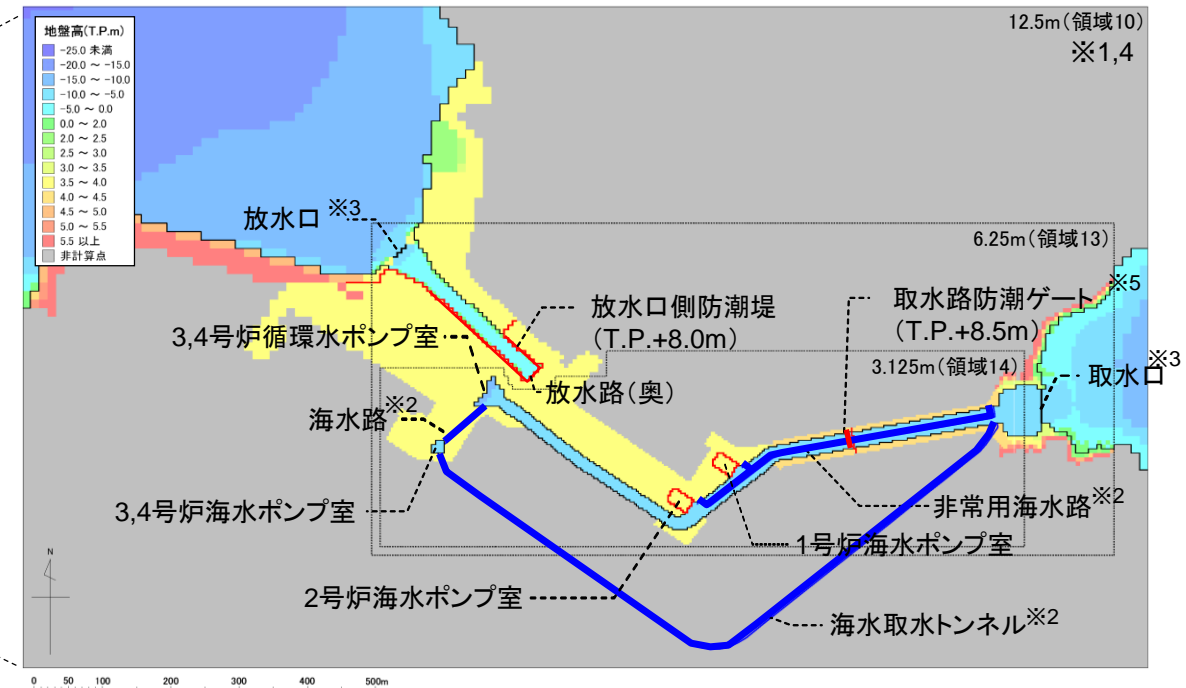 地盤高(T.P.m)
-25.0 未満
-20.0 ～ -15.0
-15.0 ～ -10.0
-10.0 ～ -5.0
-5.0 ～ 0.0
0.0 ～ 2.0
2.0 ～ 2.5
2.5 ～ 3.0
3.0 ～ 3.5
3.5 ～ 4.0
4.0 ～ 4.5
4.5 ～ 5.0
5.0 ～ 5.5
5.5 以上
非計算点
12.5m(領域10)
※1,4
放水口※3
6.25m(領域13)
放水口側防潮堤
(T.P.+8.0m)
取水路防潮ゲート※5
(T.P.+8.5m)
3,4号炉循環水ポンプ室
3.125m(領域14)
取水口※3
放水路(奥)
海水路※2
3,4号炉海水ポンプ室
非常用海水路※2
1号炉海水ポンプ室
2号炉海水ポンプ室
海水取水トンネル※2
N
0 50 100 200 300 400 500m